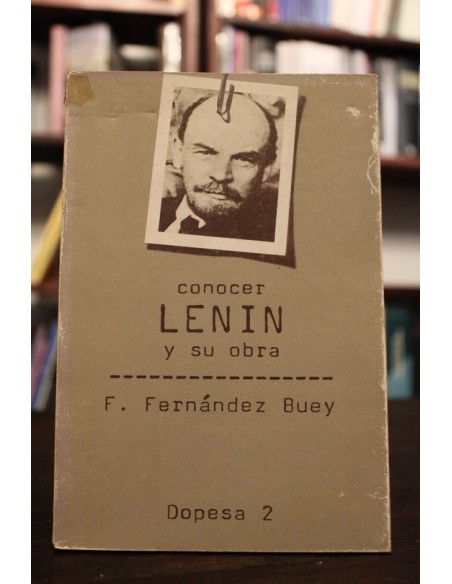 conocer
LENIN
y su obra
F. Fernández Buey
Dopesa 2